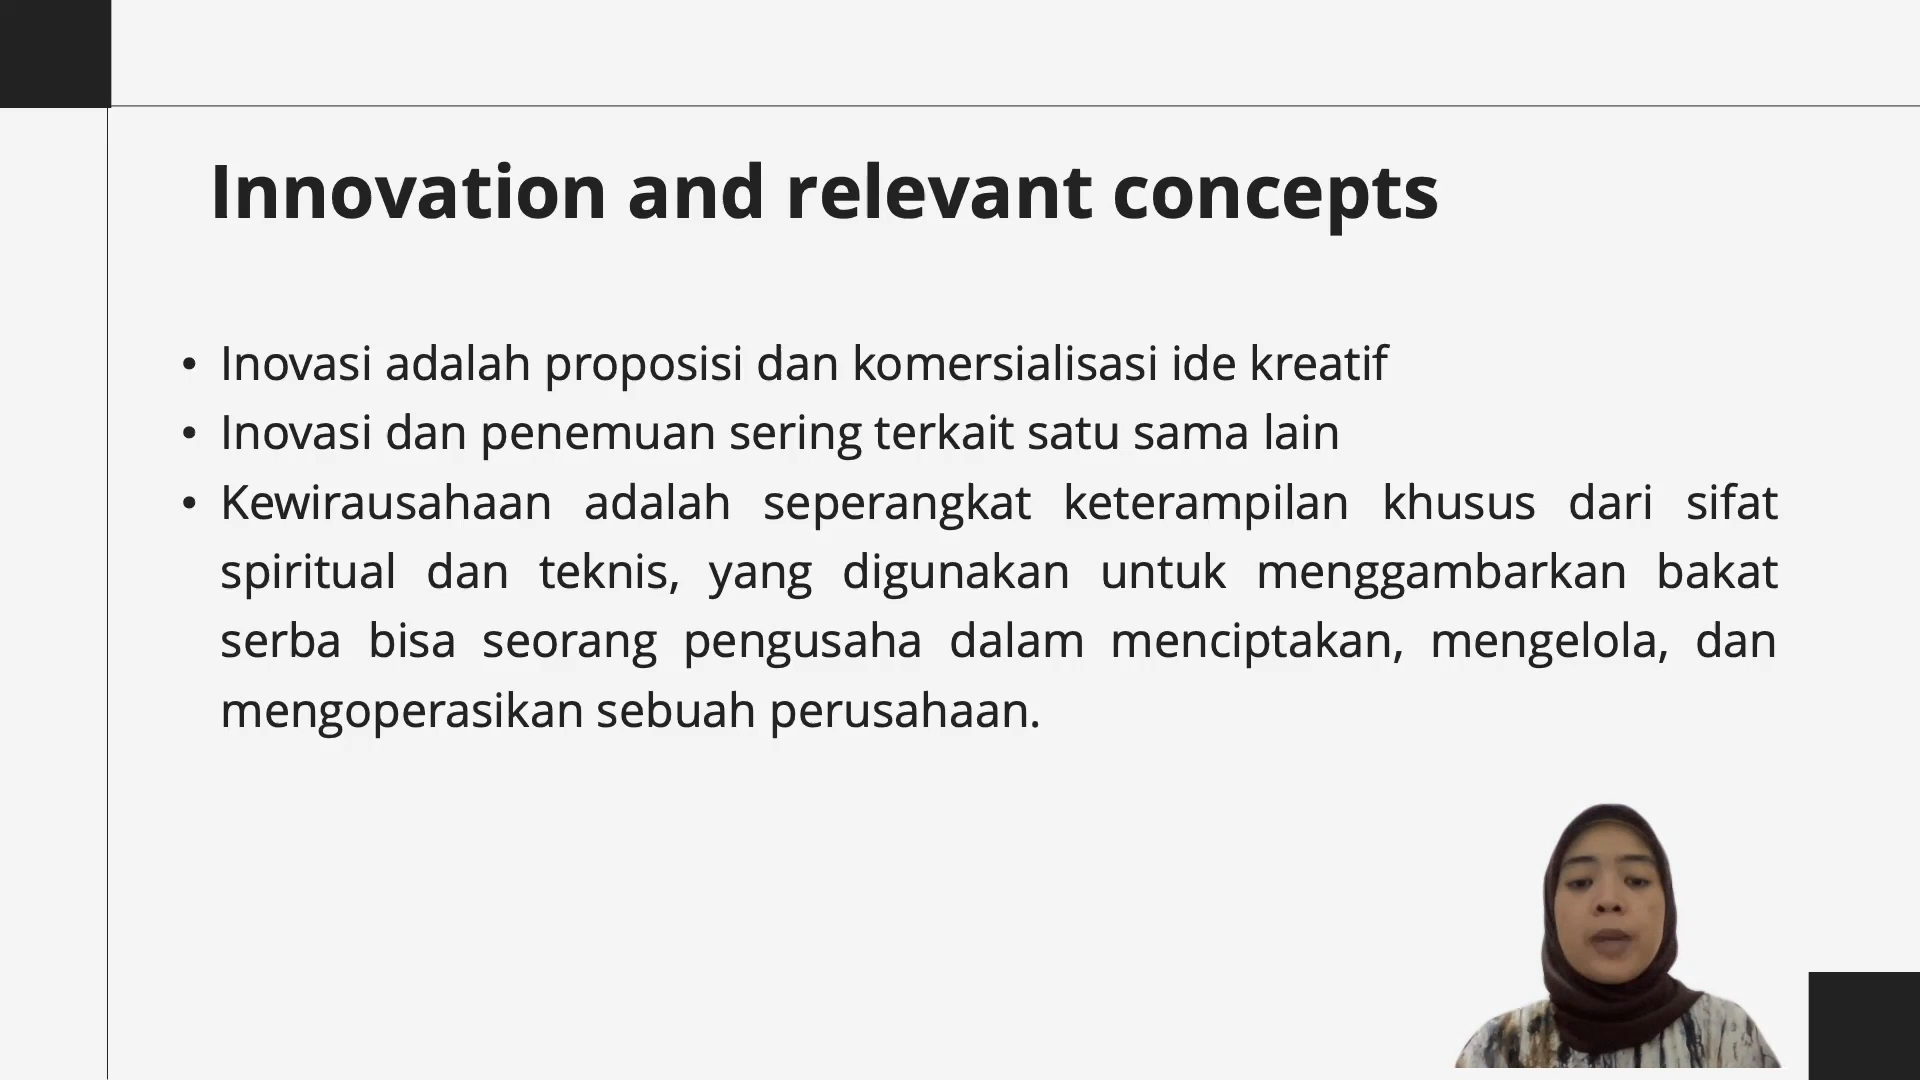 Innovation and relevant concepts
• Inovasi adalah proposisi dan komersialisasi ide kreatif
• Inovasi dan penemuan sering terkait satu sama lain
• Kewirausahaan adalah seperangkat keterampilan khusus dari sifat
spiritual dan teknis, yang digunakan untuk menggambarkan bakat
serba bisa seorang pengusaha dalam menciptakan, mengelola, dan
mengoperasikan sebuah perusahaan.